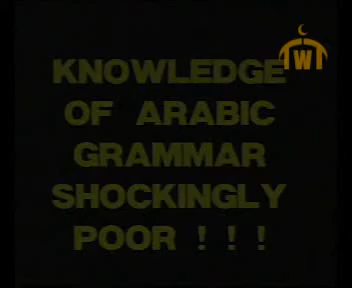 W
KNOWLEDGE
OF ARABIC
GRAMMAR
SHOCKINGLY
POOR ! ! !